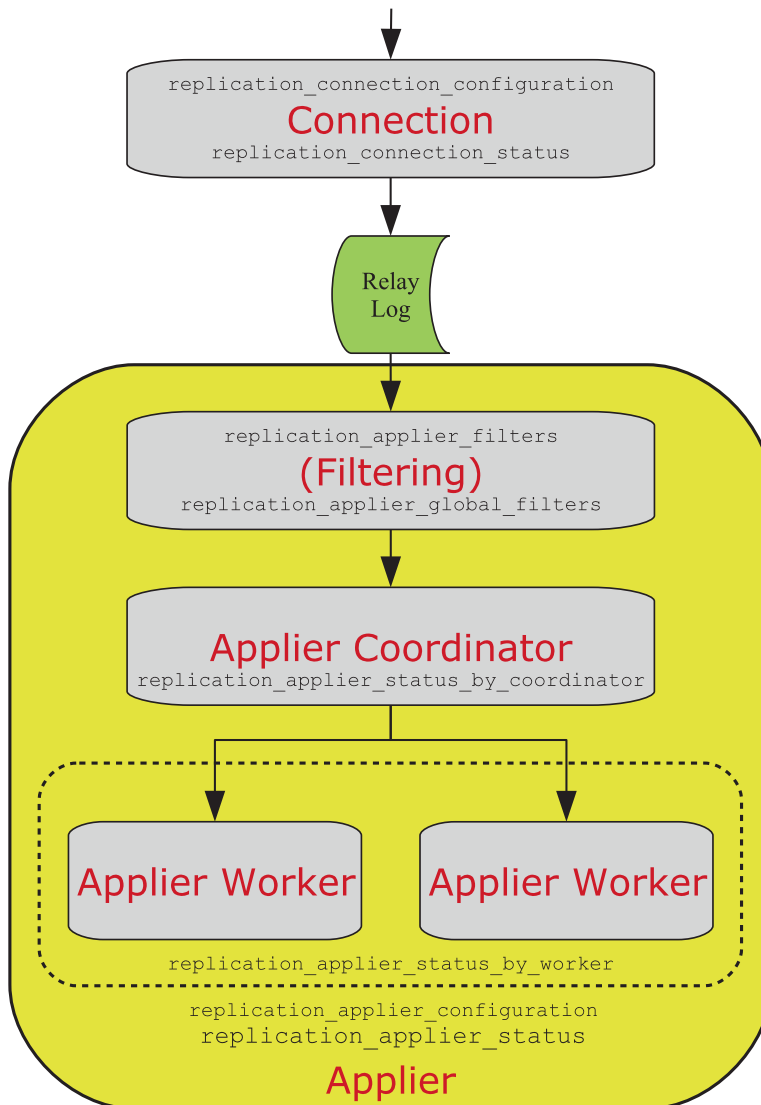 replication_connection_configuration
Connection
replication_connection_status
Relay
Log
replication_applier_filters
(Filtering)
replication_applier_global_filters
Applier Coordinator
replication_applier_status_by_coordinator
Applier Worker
Applier Worker
replication_applier_status_by_worker
replication_applier_configuration
replication_applier_status
Applier